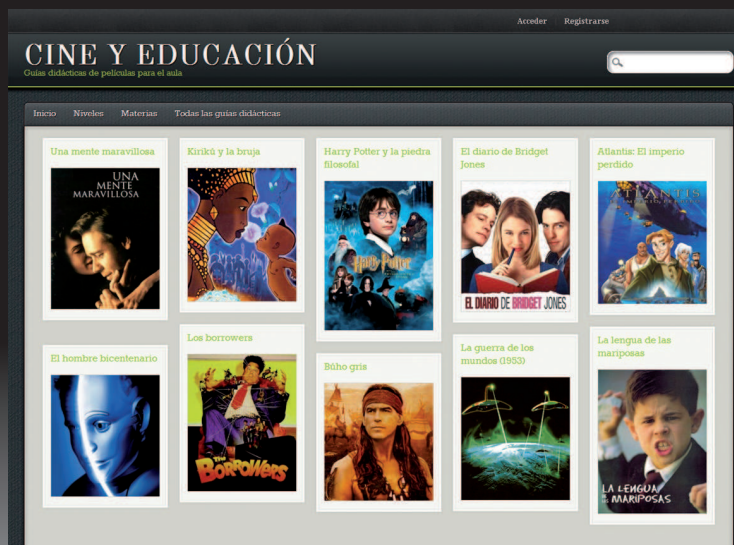 Acceder
Registrarse
CINE Y EDUCACIÓN
Guías didácticas de películas para el aula
Inicio
Niveles
Materias
Todas las guías didácticas
Una mente maravillosa
UNA
MENTE
MARAVILLOSA
Kirikú y la bruja
Harry Potter y la piedra
filosofal
Harry Potter
El diario de Bridget
Jones
EL DIARIO DE BRIDGET JONES
Atlantis: El imperio
perdido
ATLANTIS
El hombre bicentenario
Los borrowers
THE
BORROWERS
Búho gris
La guerra de los
mundos (1953)
La lengua de las
mariposas
LA LENGUA
DE LAS MARIPOSAS